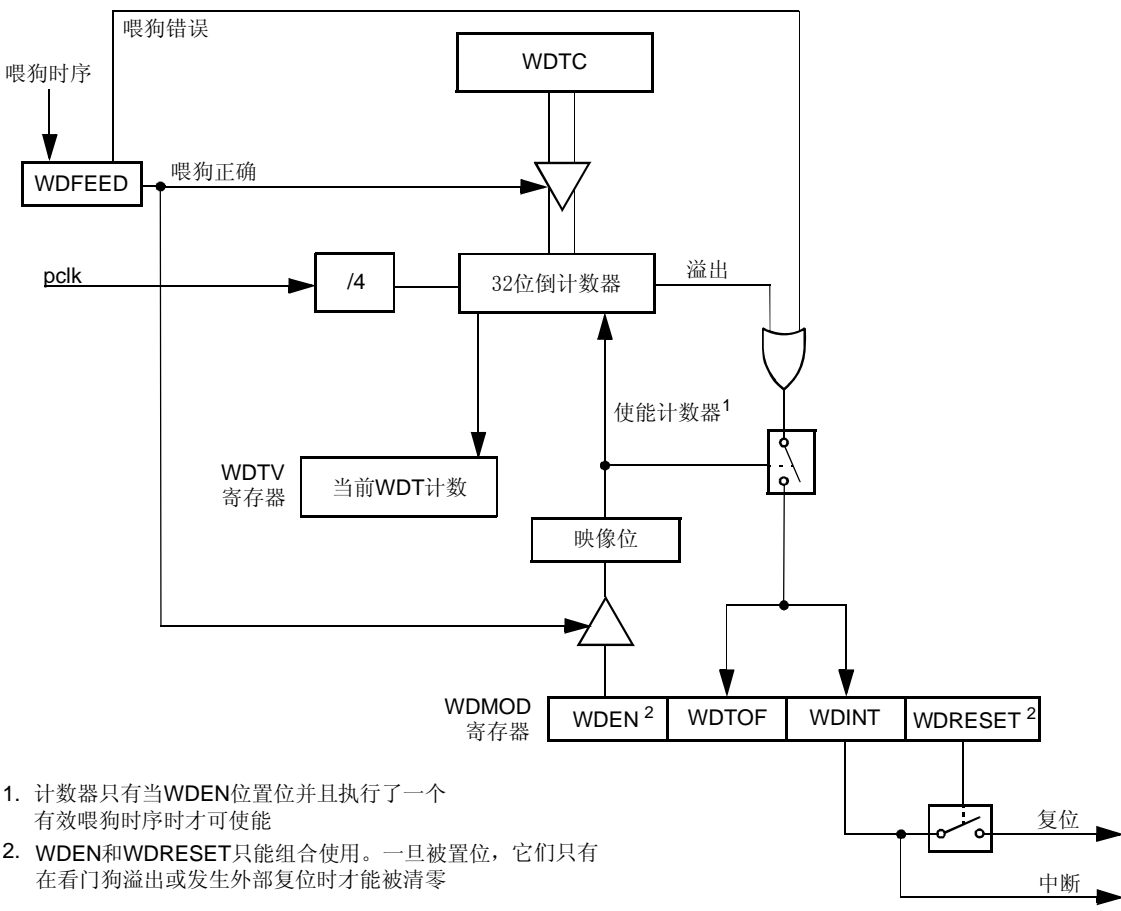 喂狗错误
WDTC
喂狗时序
喂狗正确
WDFEED
pclk
/4
32位倒计数器
溢出
使能计数器1
WDTV
寄存器
当前WDT计数
映像位
WDMOD
寄存器
WDEN 2
WDTOF
WDINT
WDRESET 2
1. 计数器只有当WDEN位置位并且执行了一个
有效喂狗时序时才可使能
2. WDEN和WDRESET只能组合使用。一旦被置位，它们只有
在看门狗溢出或发生外部复位时才能被清零
复位
中断